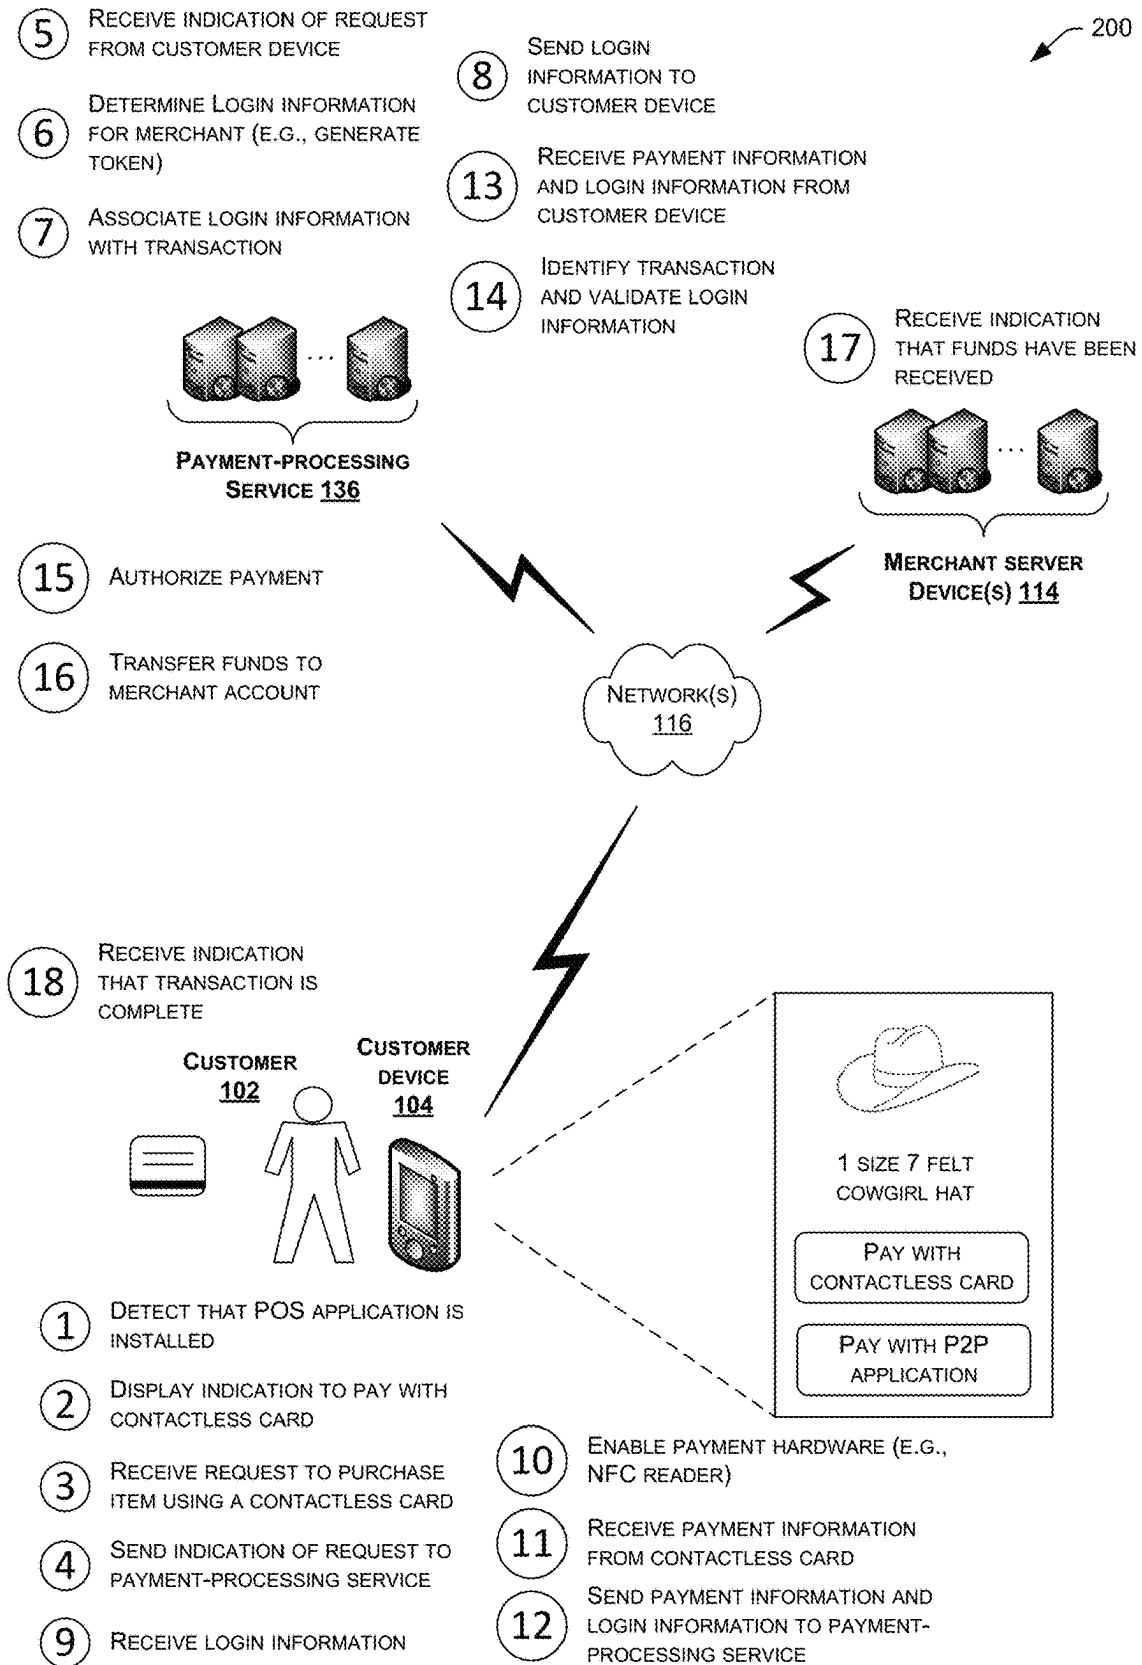 200
5
RECEIVE INDICATION OF REQUEST
FROM CUSTOMER DEVICE
6
DETERMINE LOGIN INFORMATION
FOR MERCHANT (E.G., GENERATE
TOKEN)
7
ASSOCIATE LOGIN INFORMATION
WITH TRANSACTION
8
SEND LOGIN
INFORMATION TO
CUSTOMER DEVICE
13
RECEIVE PAYMENT INFORMATION
AND LOGIN INFORMATION FROM
CUSTOMER DEVICE
14
IDENTIFY TRANSACTION
AND VALIDATE LOGIN
INFORMATION
17
RECEIVE INDICATION
THAT FUNDS HAVE BEEN
RECEIVED
...
PAYMENT-PROCESSING
SERVICE 136
...
MERCHANT SERVER
DEVICE(S) 114
15
AUTHORIZE PAYMENT
16
TRANSFER FUNDS TO
MERCHANT ACCOUNT
NETWORK(S)
116
18
RECEIVE INDICATION
THAT TRANSACTION IS
COMPLETE
CUSTOMER
102
CUSTOMER
DEVICE
104
1 SIZE 7 FELT
COWGIRL HAT
PAY WITH
CONTACTLESS CARD
PAY WITH P2P
APPLICATION
1
DETECT THAT POS APPLICATION IS
INSTALLED
2
DISPLAY INDICATION TO PAY WITH
CONTACTLESS CARD
3
RECEIVE REQUEST TO PURCHASE
ITEM USING A CONTACTLESS CARD
4
SEND INDICATION OF REQUEST TO
PAYMENT-PROCESSING SERVICE
9
RECEIVE LOGIN INFORMATION
10
ENABLE PAYMENT HARDWARE (E.G.,
NFC READER)
11
RECEIVE PAYMENT INFORMATION
FROM CONTACTLESS CARD
12
SEND PAYMENT INFORMATION AND
LOGIN INFORMATION TO PAYMENT-
PROCESSING SERVICE